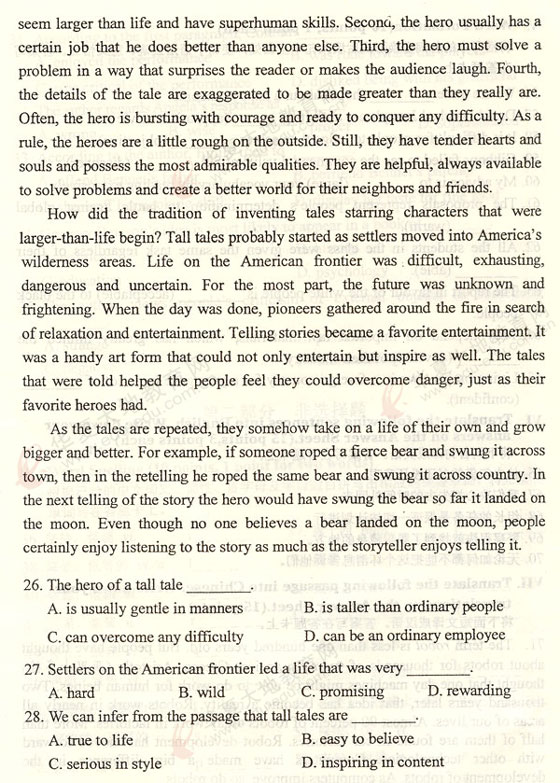 seem larger than life and have superhuman skills. Second, the hero usually has a
certain job that he does better than anyone else. Third, the hero must solve a
problem in a way that surprises the reader or makes the audience laugh. Fourth,
the details of the tale are exaggerated to be made greater than they really are.
Often, the hero is bursting with courage and ready to conquer any difficulty. As a
rule, the heroes are a little rough on the outside. Still, they have tender hearts and
souls and possess the most admirable qualities. They are helpful, always available
to solve problems and create a better world for their neighbors and friends.
How did the tradition of inventing tales starring characters that were
larger-than-life begin? Tall tales probably started as settlers moved into America's
wilderness areas. Life on the American frontier was difficult, exhausting,
dangerous and uncertain. For the most part, the future was unknown and
frightening. When the day was done, pioneers gathered around the fire in search
of relaxation and entertainment. Telling stories became a favorite entertainment. It
was a handy art form that could not only entertain but inspire as well. The tales
that were told helped the people feel they could overcome danger, just as their
favorite heroes had.
As the tales are repeated, they somehow take on a life of their own and grow
bigger and better. For example, if someone roped a fierce bear and swung it across
town, then in the retelling he roped the same bear and swung it across country. In
the next telling of the story the hero would have swung the bear so far it landed on
the moon. Even though no one believes a bear landed on the moon, people
certainly enjoy listening to the story as much as the storyteller enjoys telling it.
26. The hero of a tall tale ______.
A. is usually gentle in manners B. is taller than ordinary people
C. can overcome any difficulty D. can be an ordinary employee
27. Settlers on the American frontier led a life that was very ______.
A. hard B. wild C. promising D. rewarding
28. We can infer from the passage that tall tales are ______.
A. true to life B. easy to believe
C. serious in style D. inspiring in content